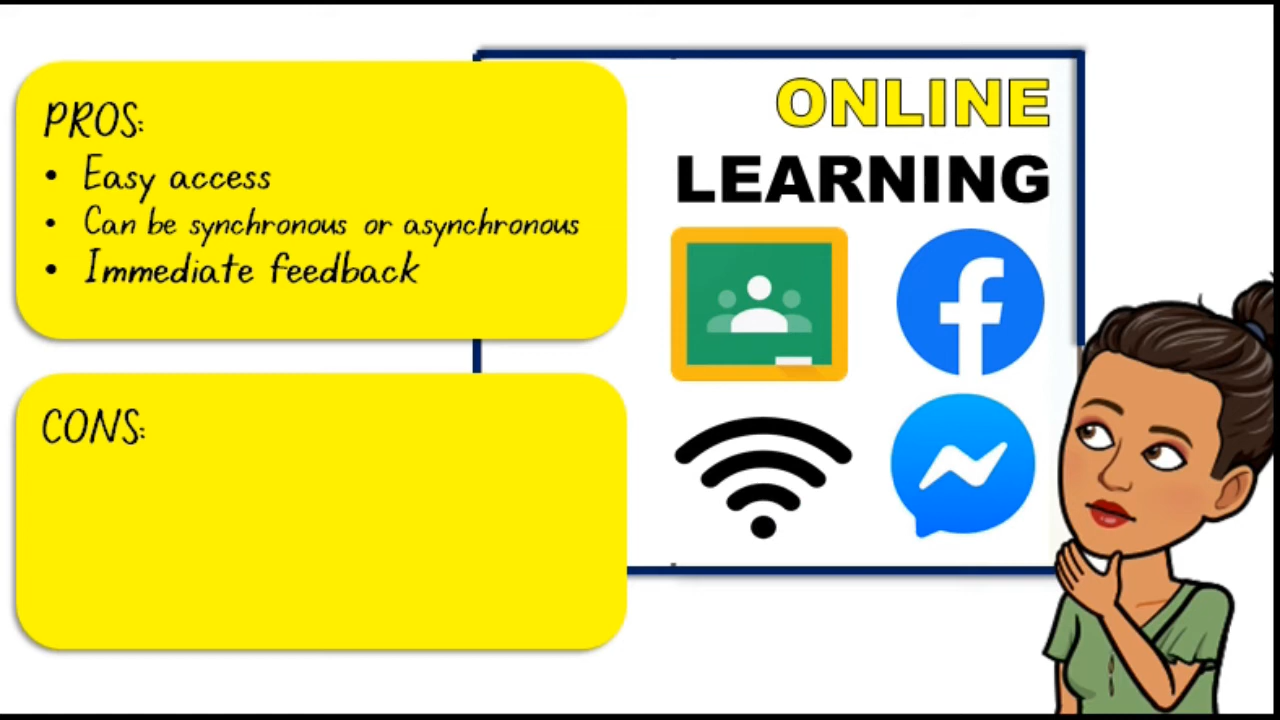 PROS:
• Easy access
• Can be synchronous or asynchronous
• Immediate feedback
CONS:
ONLINE
LEARNING